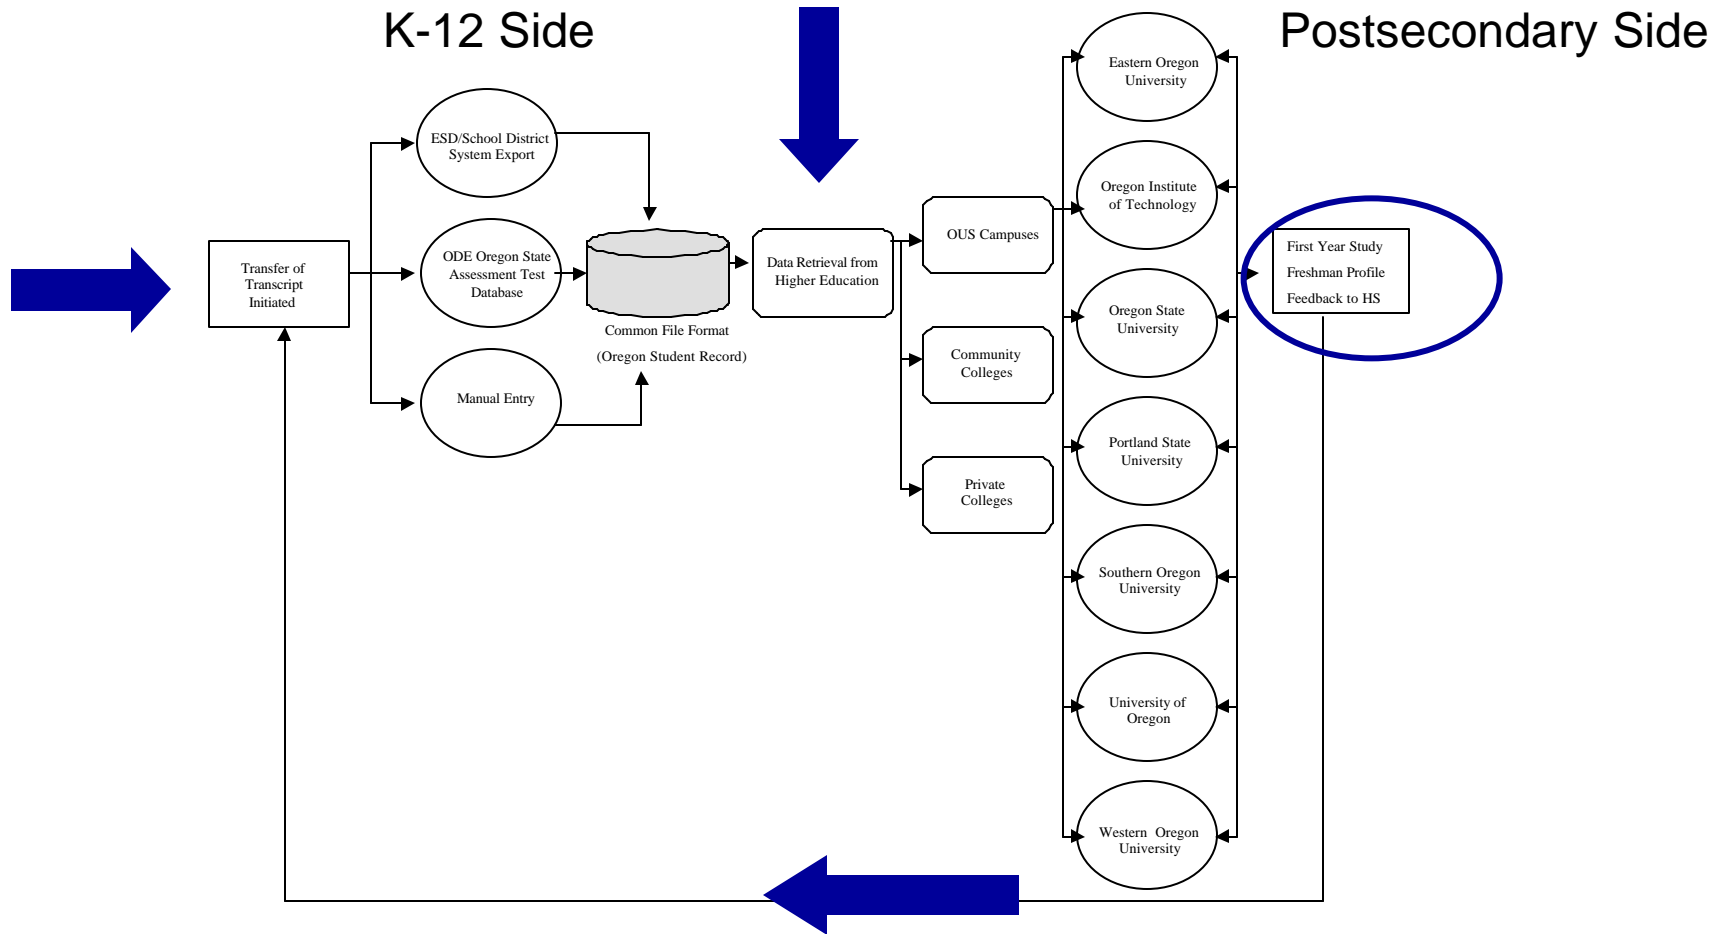 K-12 Side
Postsecondary Side
ESD/School District
System Export
Transfer of
Transcript
Initiated
ODE Oregon State
Assessment Test
Database
Manual Entry
Common File Format
(Oregon Student Record)
Data Retrieval from
Higher Education
OUS Campuses
Community
Colleges
Private
Colleges
Eastern Oregon
University
Oregon Institute
of Technology
Oregon State
University
Portland State
University
Southern Oregon
University
University of
Oregon
Western Oregon
University
First Year Study
Freshman Profile
Feedback to HS